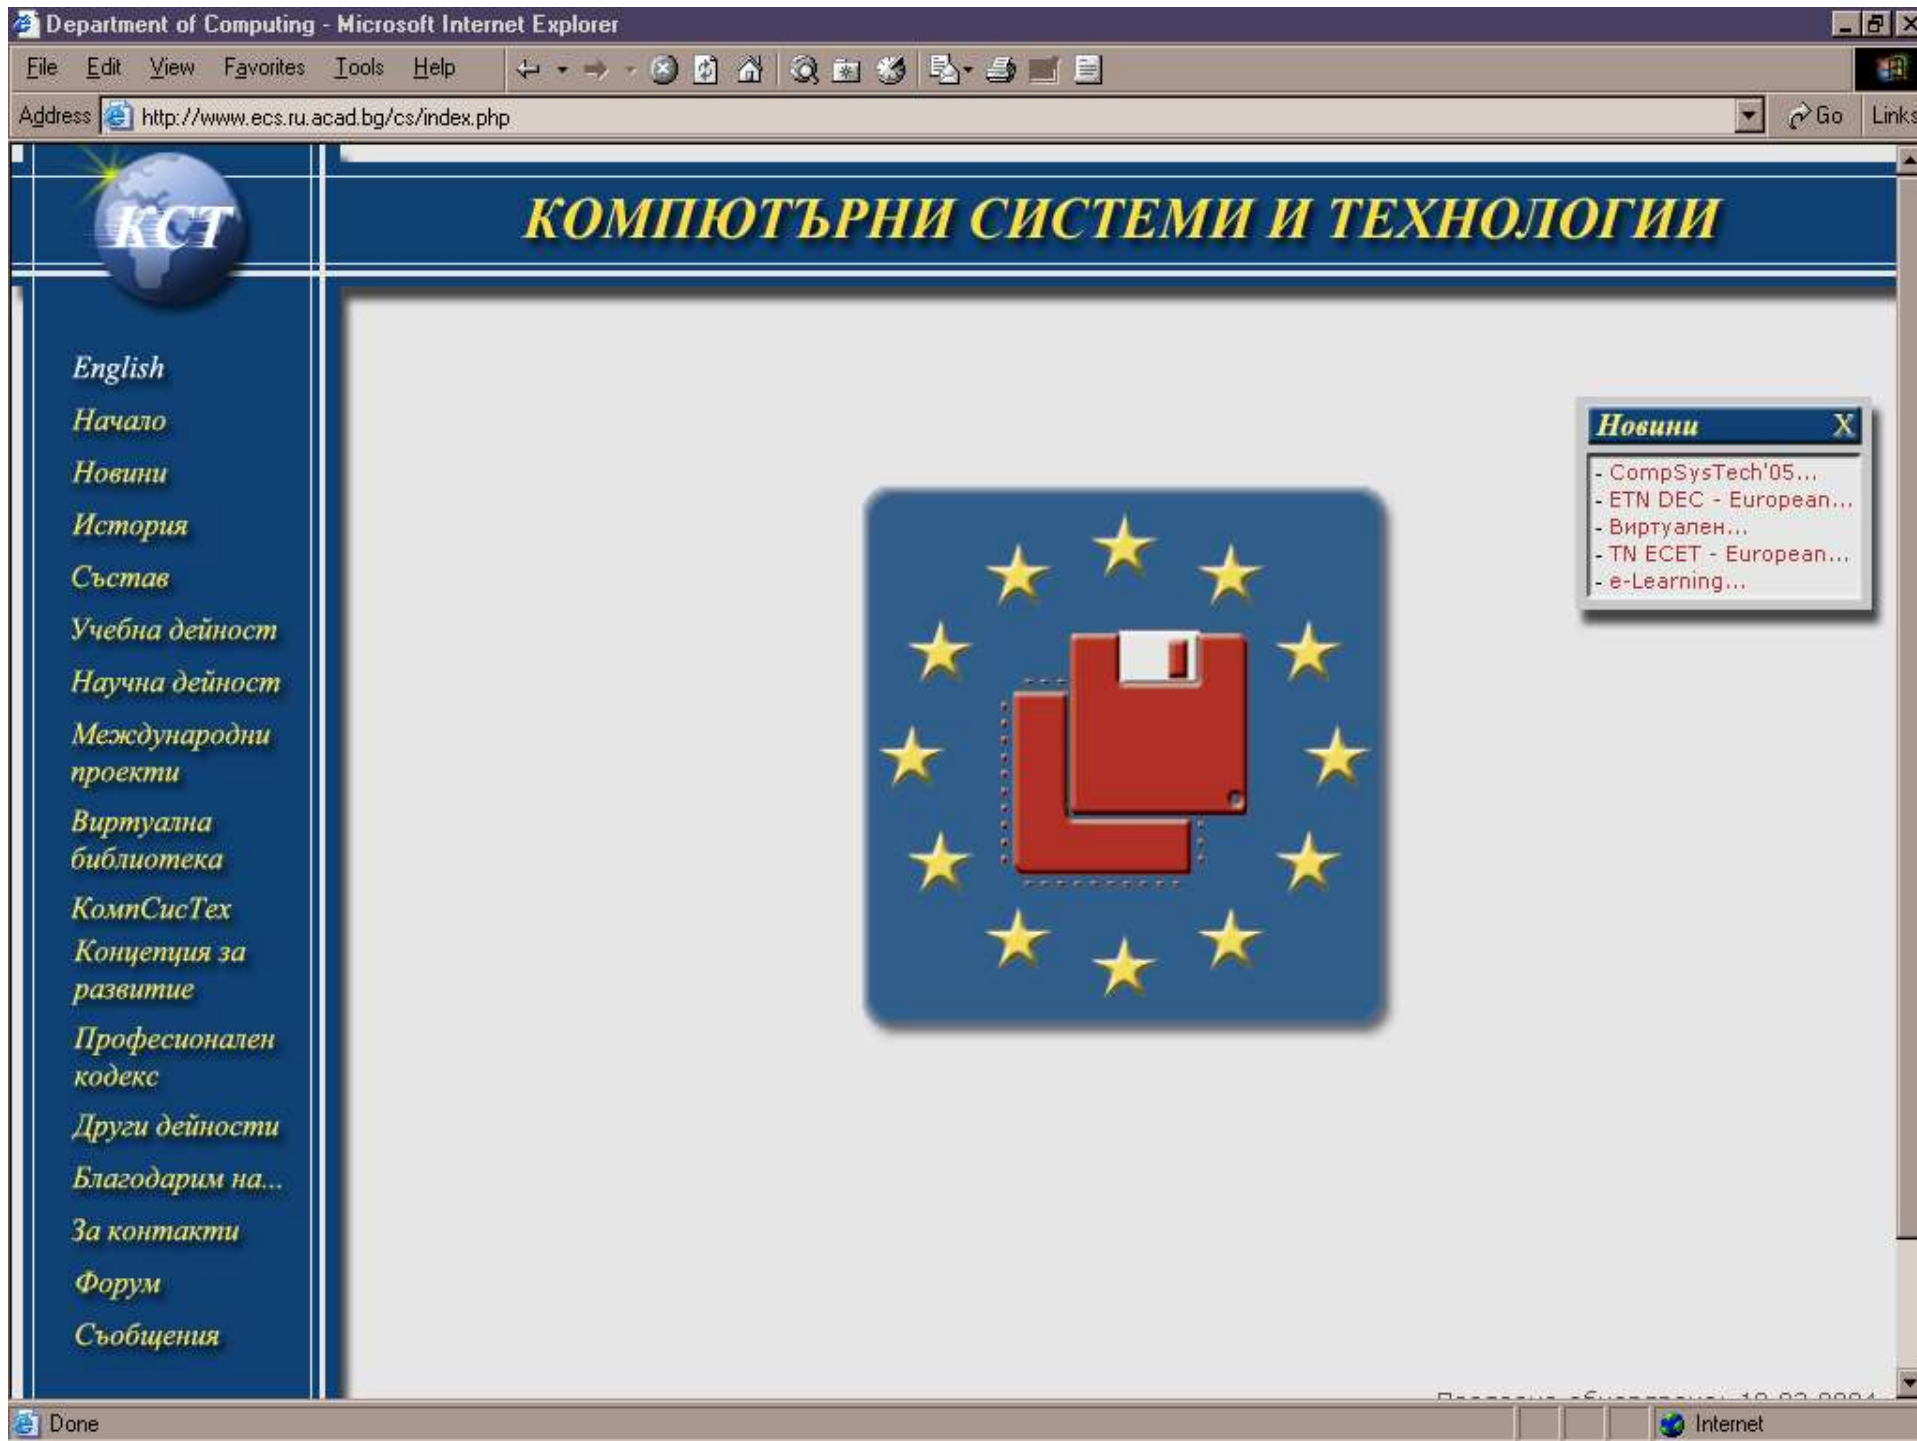 Department of Computing - Microsoft Internet Explorer
File Edit View Favorites Tools Help
Address http://www.ecs.ru.acad.bg/cs/index.php Go Links
КСТ
КОМПЮТЪРНИ СИСТЕМИ И ТЕХНОЛОГИИ
English
Начало
Новини
История
Състав
Учебна дейност
Научна дейност
Международни
проекти
Виртуална
библиотека
КомпСисТех
Концепция за
развитие
Професионален
кодекс
Други дейности
Благодарим на...
За контакти
Форум
Съобщения
Новини X
- CompSysTech'05...
- ETN DEC - European...
- Виртуален...
- TN ECET - European...
- e-Learning...
Done Internet